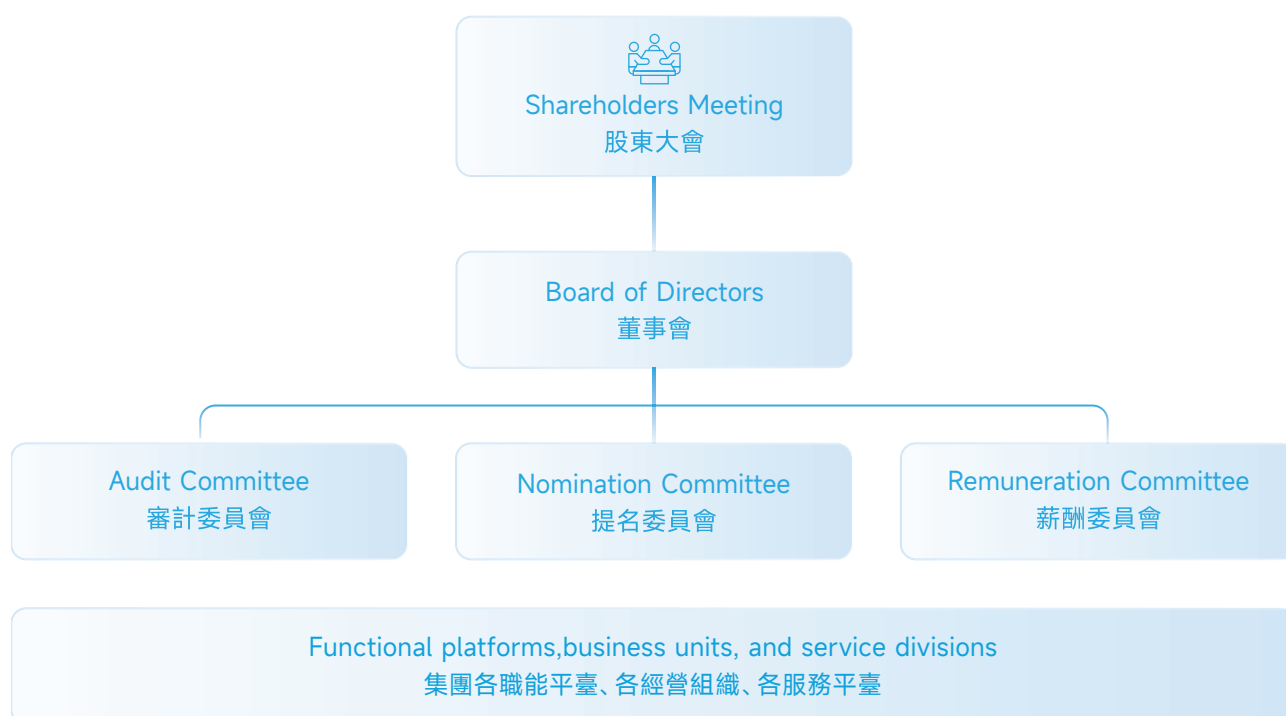 Shareholders Meeting
股東大會
Board of Directors
董事會
Audit Committee
審計委員會
Nomination Committee
提名委員會
Remuneration Committee
薪酬委員會
Functional platforms,business units, and service divisions
集團各職能平臺、各經營組織、各服務平臺